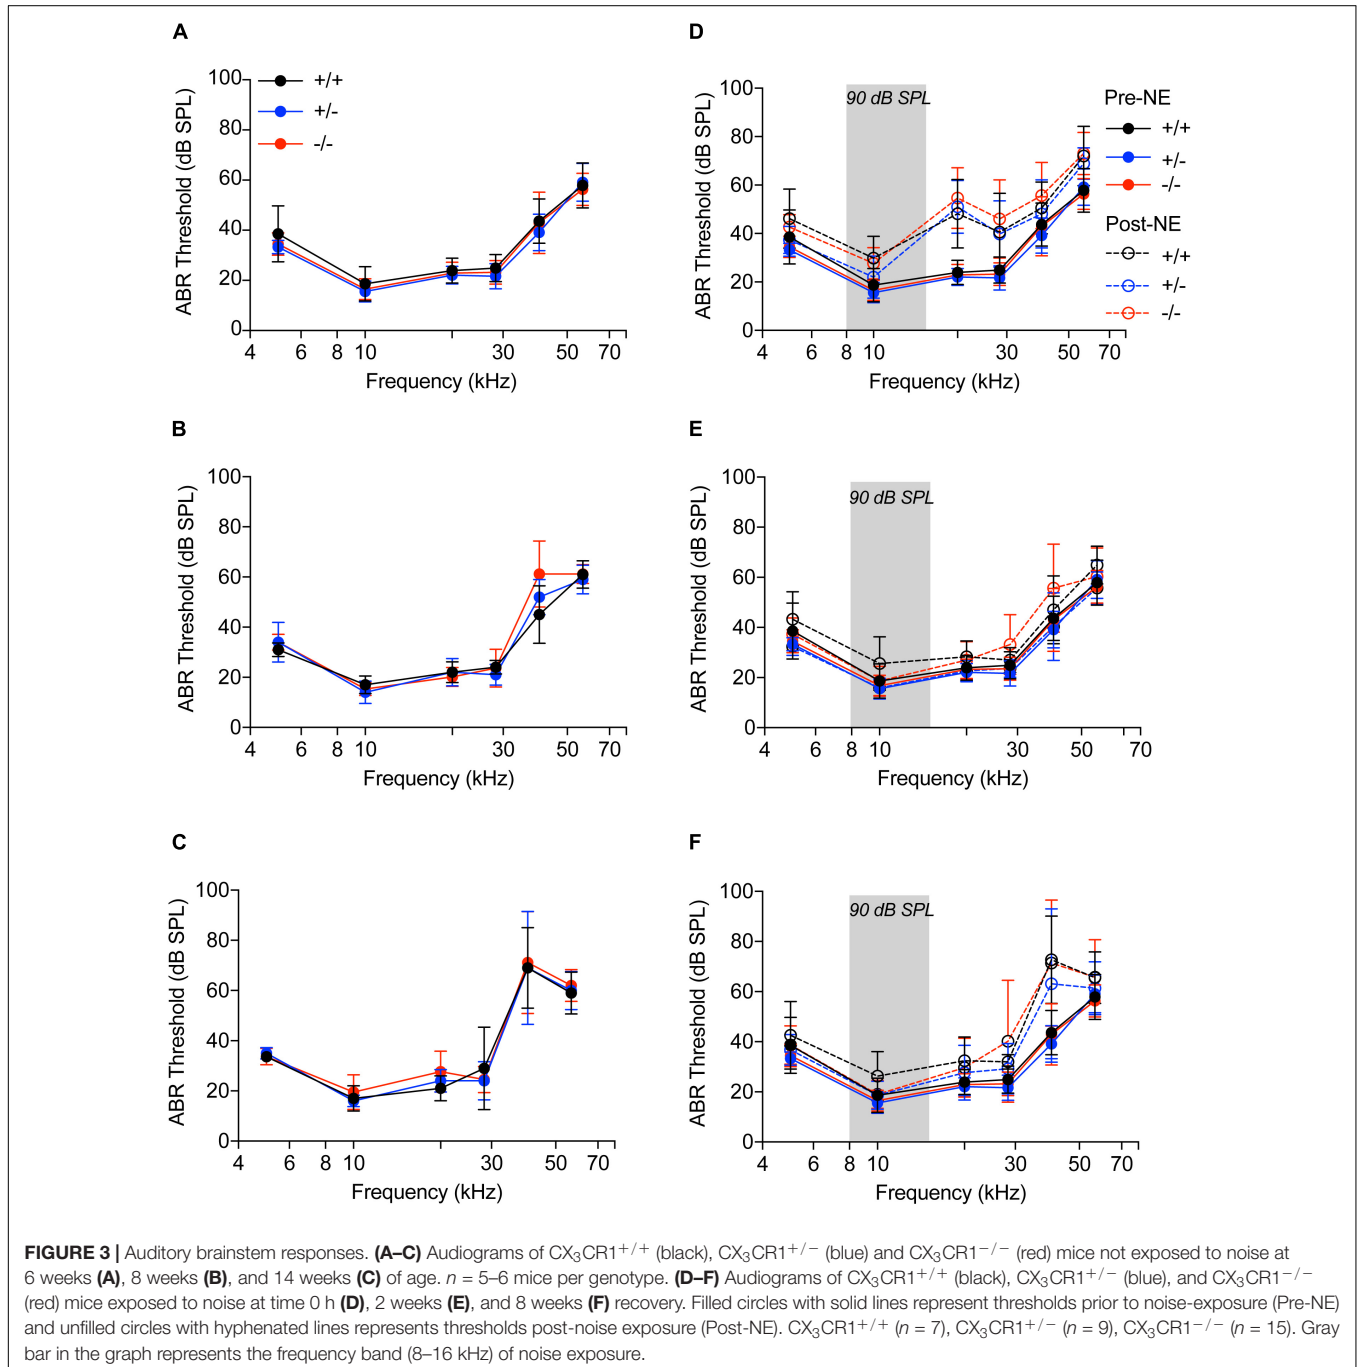 A
100
80
60
40
20
0
ABR Threshold (dB SPL)
+/+
+/-
-/-
4 6 8 10 30 50 70
Frequency (kHz)
D
100
80
60
40
20
0
ABR Threshold (dB SPL)
90 dB SPL
Pre-NE
+/+
+/-
-/-
Post-NE
+/+
+/-
-/-
4 6 8 10 30 50 70
Frequency (kHz)
B
100
80
60
40
20
0
ABR Threshold (dB SPL)
4 6 8 10 30 50 70
Frequency (kHz)
E
100
80
60
40
20
0
ABR Threshold (dB SPL)
90 dB SPL
4 6 8 10 30 50 70
Frequency (kHz)
C
100
80
60
40
20
0
ABR Threshold (dB SPL)
4 6 8 10 30 50 70
Frequency (kHz)
F
100
80
60
40
20
0
ABR Threshold (dB SPL)
90 dB SPL
4 6 8 10 30 50 70
Frequency (kHz)
FIGURE 3 | Auditory brainstem responses. (A–C) Audiograms of CX₃CR1⁺/⁺ (black), CX₃CR1⁺/⁻ (blue) and CX₃CR1⁻/⁻ (red) mice not exposed to noise at
6 weeks (A), 8 weeks (B), and 14 weeks (C) of age. n = 5–6 mice per genotype. (D–F) Audiograms of CX₃CR1⁺/⁺ (black), CX₃CR1⁺/⁻ (blue), and CX₃CR1⁻/⁻
(red) mice exposed to noise at time 0 h (D), 2 weeks (E), and 8 weeks (F) recovery. Filled circles with solid lines represent thresholds prior to noise-exposure (Pre-NE)
and unfilled circles with hyphenated lines represents thresholds post-noise exposure (Post-NE). CX₃CR1⁺/⁺ (n = 7), CX₃CR1⁺/⁻ (n = 9), CX₃CR1⁻/⁻ (n = 15). Gray
bar in the graph represents the frequency band (8–16 kHz) of noise exposure.